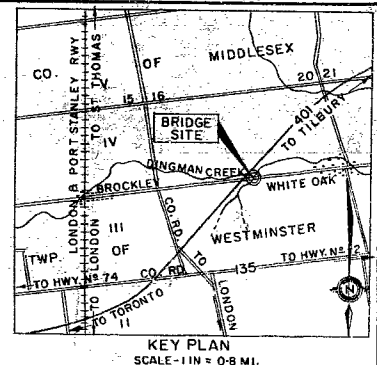 CO.
OF
MIDDLESEX
V
15 16
20 21
401
TO TILBURY
BRIDGE
SITE
IV
DINGMAN CREEK
BROCKLEY
WHITE OAK
LONDON & PORT STANLEY RWY
TO LONDON
TO ST. THOMAS
III
CO. RD.
TO
LONDON
TWP.
OF
WESTMINSTER
TO HWY. Nº 74
CO RD
135
TO HWY. Nº 2
TO TORONTO
II
N
KEY PLAN
SCALE-1 IN = 0.8 MI.